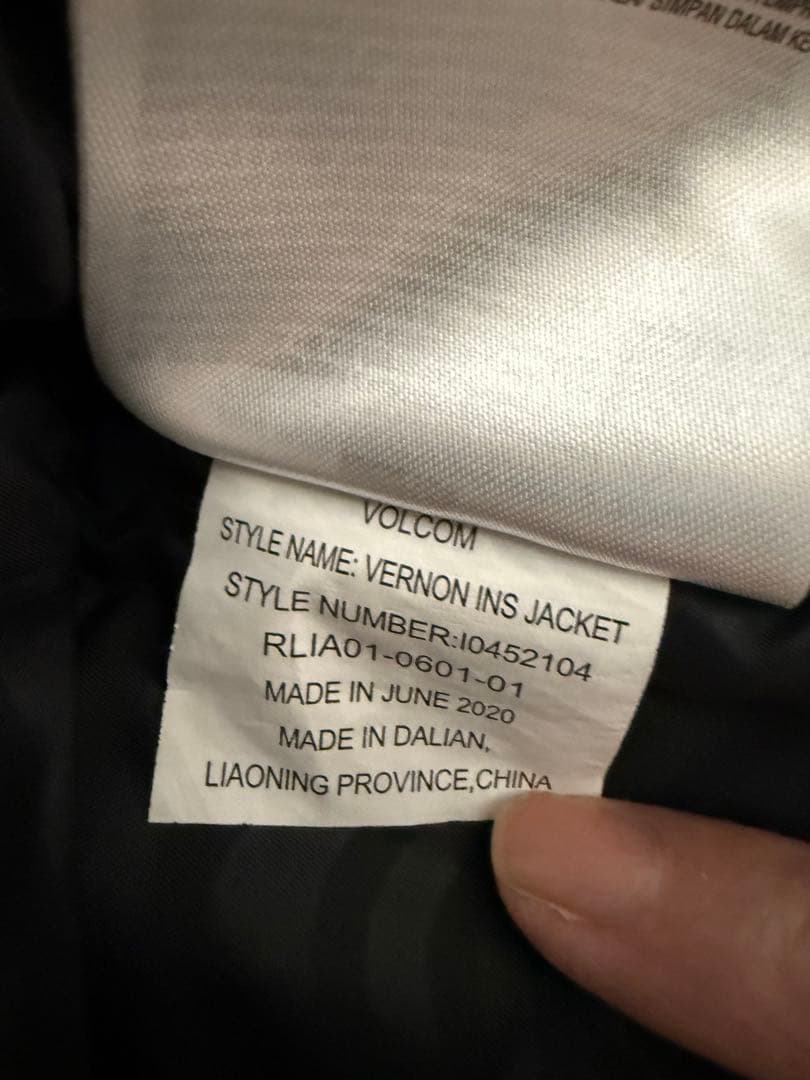 SIMPAN DALAM
VOLCOM
STYLE NAME: VERNON INS JACKET
STYLE NUMBER:I0452104
RLIA01-0601-01
MADE IN JUNE 2020
MADE IN DALIAN,
LIAONING PROVINCE,CHINA